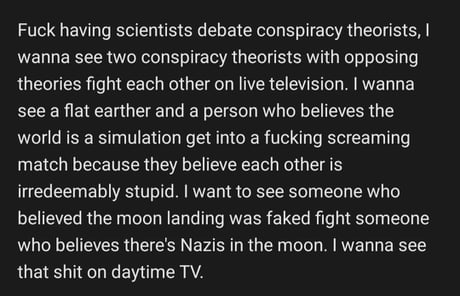 Fuck having scientists debate conspiracy theorists, I
wanna see two conspiracy theorists with opposing
theories fight each other on live television. I wanna
see a flat earther and a person who believes the
world is a simulation get into a fucking screaming
match because they believe each other is
irredeemably stupid. I want to see someone who
believed the moon landing was faked fight someone
who believes there's Nazis in the moon. I wanna see
that shit on daytime TV.